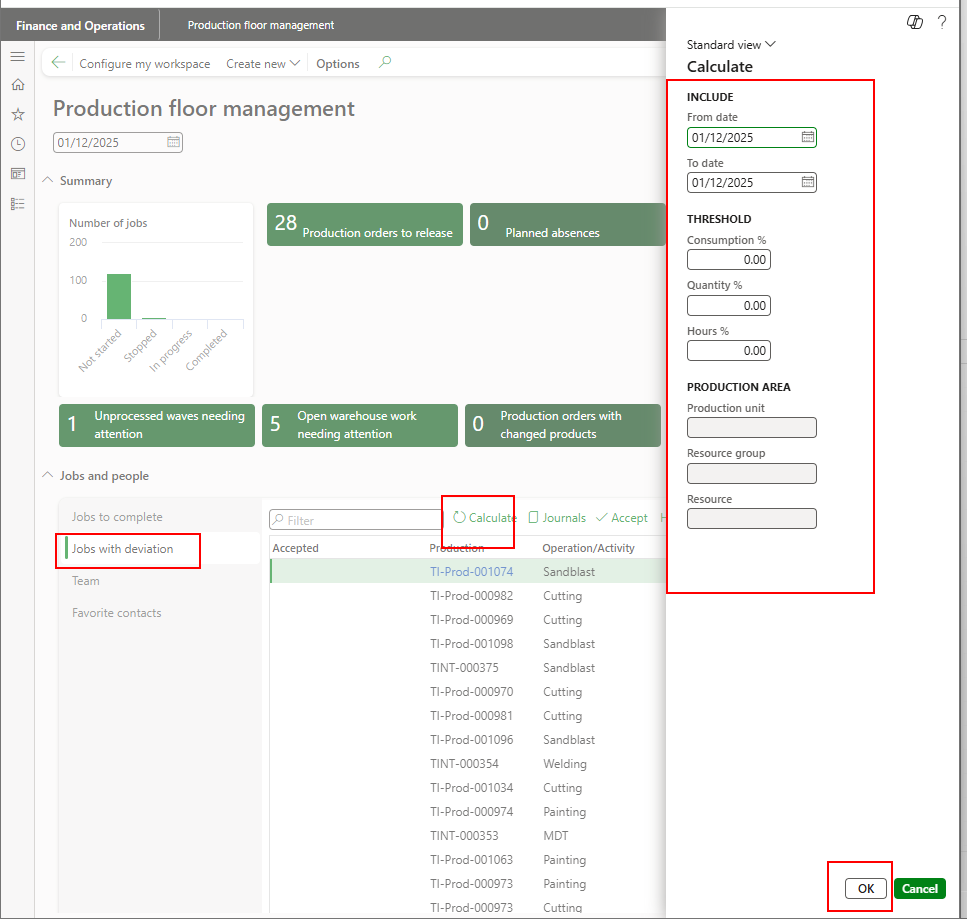 Finance and Operations
Production floor management
Configure my workspace
Create new
Options
Production floor management
01/12/2025
Summary
Number of jobs
200
100
0
Not started
Stopped
In progress
Completed
28 Production orders to release
0 Planned absences
1 Unprocessed waves needing
attention
5 Open warehouse work
needing attention
0 Production orders with
changed products
Jobs and people
Jobs to complete
Jobs with deviation
Team
Favorite contacts
Filter
Calculate
Journals
Accept
H
Accepted Production Operation/Activity
TI-Prod-001074 Sandblast
TI-Prod-000982 Cutting
TI-Prod-000969 Cutting
TI-Prod-001098 Sandblast
TINT-000375 Sandblast
TI-Prod-000970 Cutting
TI-Prod-000981 Cutting
TI-Prod-001096 Sandblast
TINT-000354 Welding
TI-Prod-001034 Cutting
TI-Prod-000974 Painting
TINT-000353 MDT
TI-Prod-001063 Painting
TI-Prod-000973 Painting
TI-Prod-000973 Cutting
?
Standard view
Calculate
INCLUDE
From date
01/12/2025
To date
01/12/2025
THRESHOLD
Consumption %
0.00
Quantity %
0.00
Hours %
0.00
PRODUCTION AREA
Production unit
Resource group
Resource
OK
Cancel